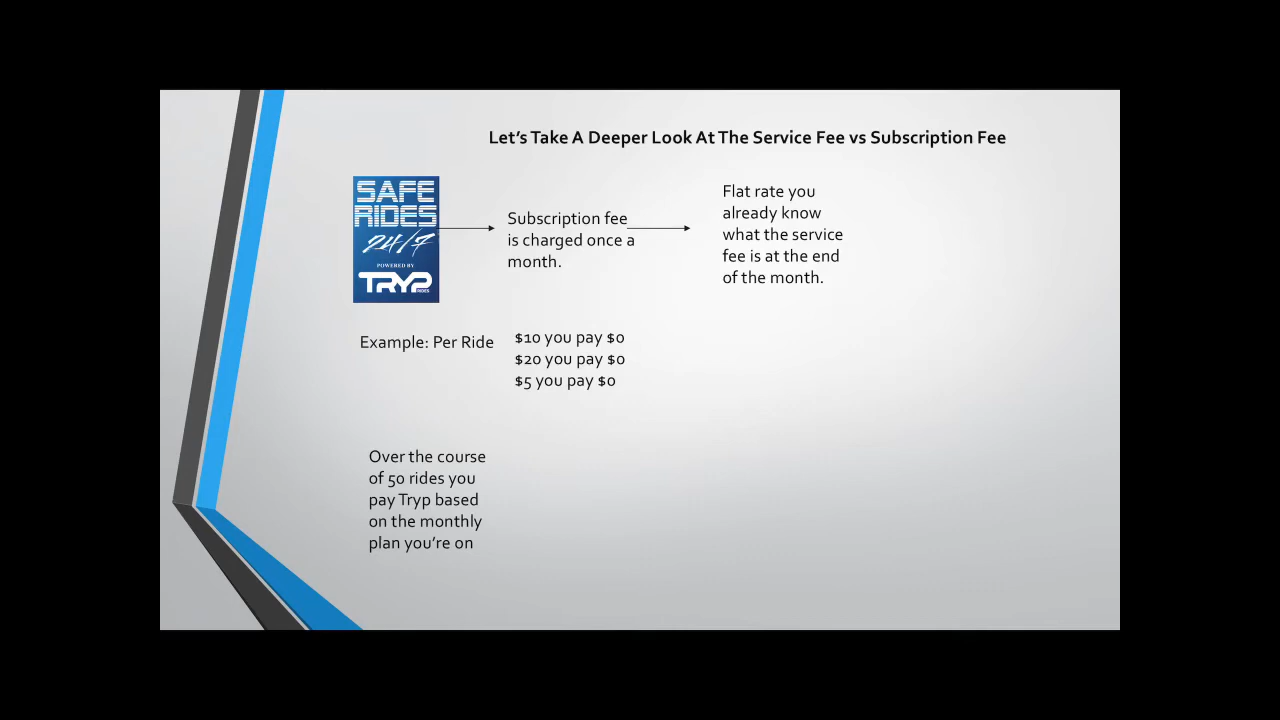 Let's Take A Deeper Look At The Service Fee vs Subscription Fee
SAFE
RIDES
24/7
POWERED BY
TRYP
RIDES
Subscription fee
is charged once a
month.
Flat rate you
already know
what the service
fee is at the end
of the month.
Example: Per Ride
$10 you pay $0
$20 you pay $0
$5 you pay $0
Over the course
of 50 rides you
pay Tryp based
on the monthly
plan you're on